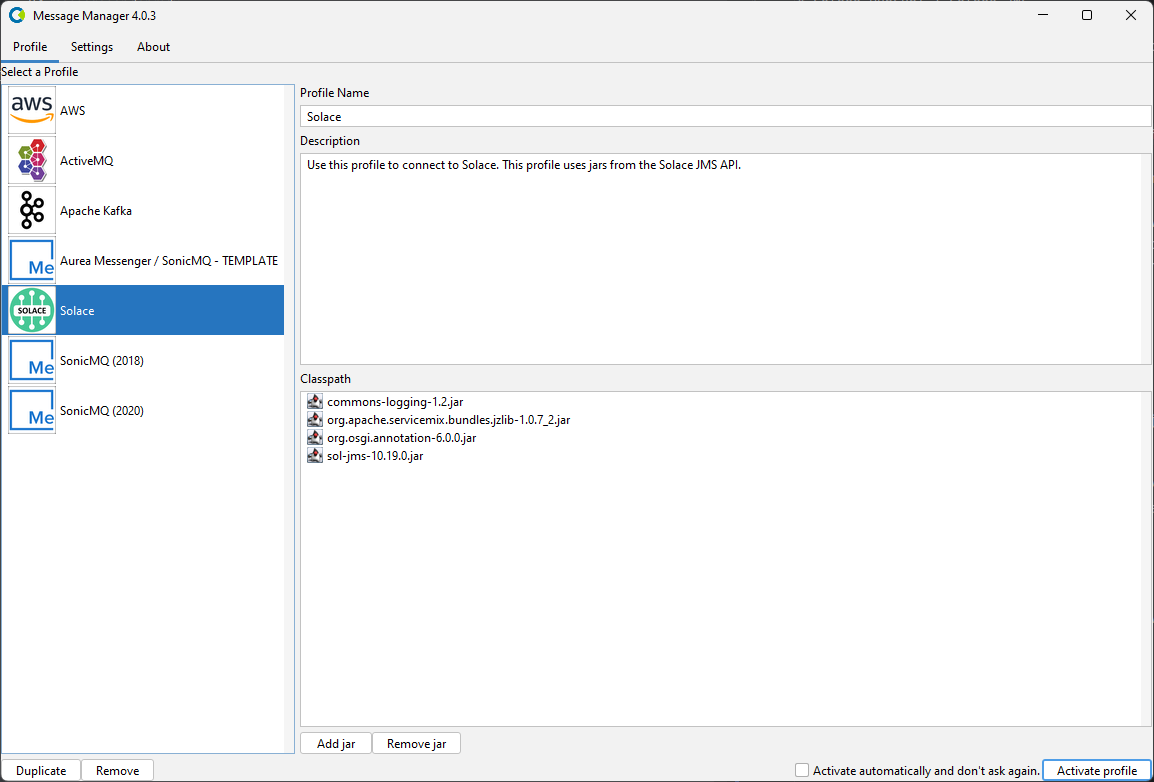 Message Manager 4.0.3
Profile Settings About
Select a Profile
aws AWS
ActiveMQ
Apache Kafka
Me Aurea Messenger / SonicMQ - TEMPLATE
SOLACE Solace
Me SonicMQ (2018)
Me SonicMQ (2020)
Profile Name
Solace
Description
Use this profile to connect to Solace. This profile uses jars from the Solace JMS API.
Classpath
commons-logging-1.2.jar
org.apache.servicemix.bundles.jzlib-1.0.7_2.jar
org.osgi.annotation-6.0.0.jar
sol-jms-10.19.0.jar
Add jar Remove jar
Duplicate Remove Activate automatically and don't ask again. Activate profile